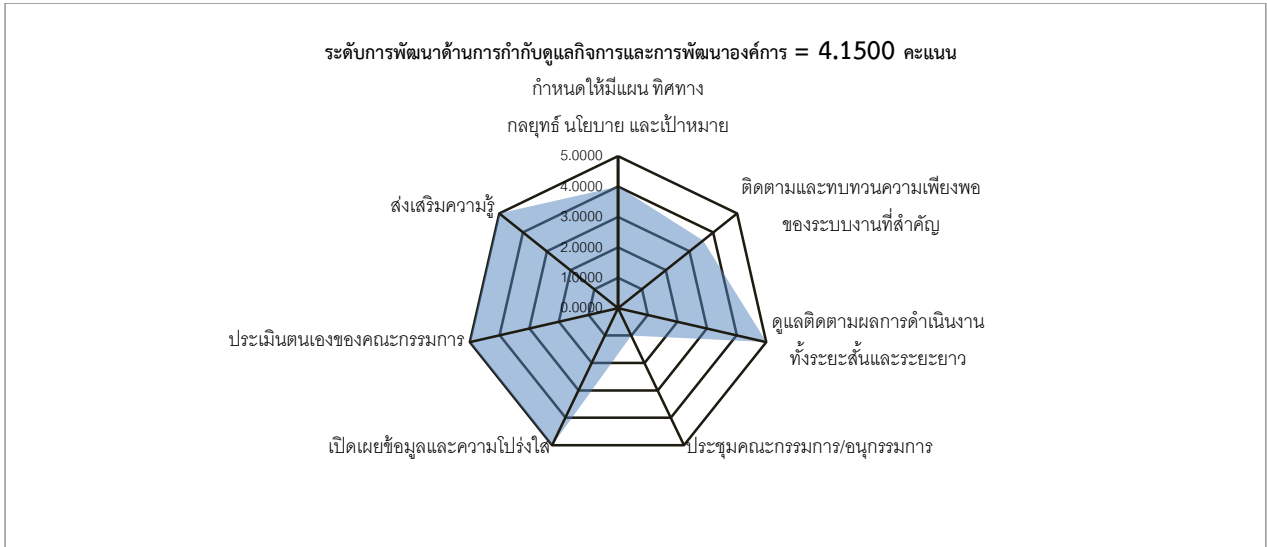 ระดับการพัฒนาด้านการกำกับดูแลกิจการและการพัฒนาองค์การ = 4.1500 คะแนน
กำหนดให้มีแผน ทิศทาง
กลยุทธ์ นโยบาย และเป้าหมาย
5.0000
4.0000
3.0000
2.0000
1.0000
0.0000
ติดตามและทบทวนความเพียงพอ
ของระบบงานที่สำคัญ
ดูแลติดตามผลการดำเนินงาน
ทั้งระยะสั้นและระยะยาว
ประชุมคณะกรรมการ/อนุกรรมการ
เปิดเผยข้อมูลและความโปร่งใส
ประเมินตนเองของคณะกรรมการ
ส่งเสริมความรู้